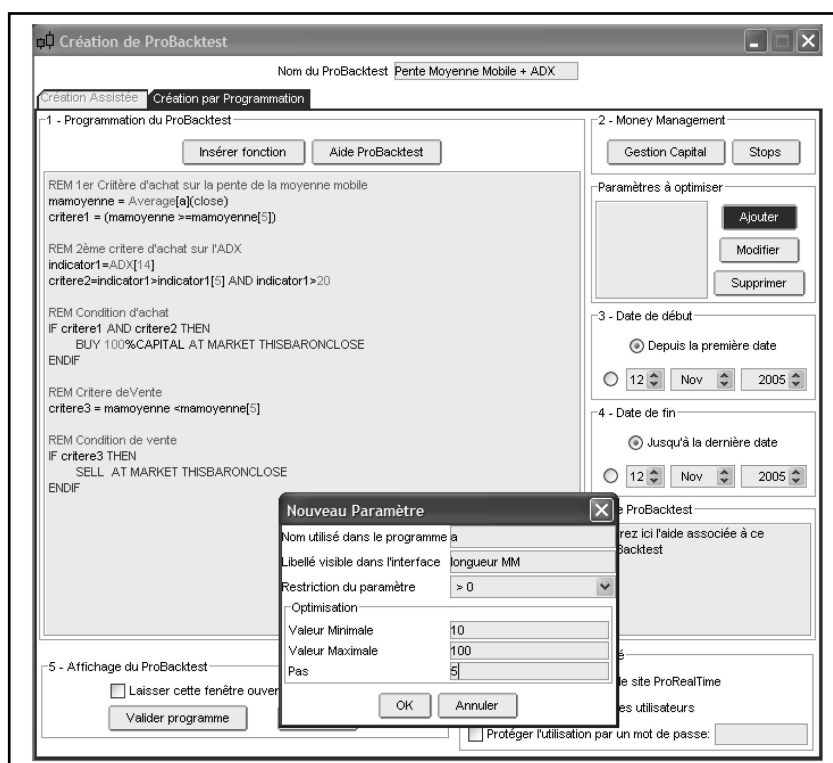 Création de ProBacktest
Nom du ProBacktest Pente Moyenne Mobile + ADX
Création Assistée Création par Programmation
1 - Programmation du ProBacktest
Insérer fonction Aide ProBacktest
REM 1er Critère d'achat sur la pente de la moyenne mobile
mamoyenne = Average[a](close)
critere1 = (mamoyenne >=mamoyenne[5])
REM 2ème critere d'achat sur l'ADX
indicator1=ADX[14]
critere2=indicator1>indicator1[5] AND indicator1>20
REM Condition d'achat
IF critere1 AND critere2 THEN
BUY 100%CAPITAL AT MARKET THISBARONCLOSE
ENDIF
REM Critere deVente
critere3 = mamoyenne <mamoyenne[5]
REM Condition de vente
IF critere3 THEN
SELL AT MARKET THISBARONCLOSE
ENDIF
2 - Money Management
Gestion Capital Stops
Paramètres à optimiser
Ajouter
Modifier
Supprimer
3 - Date de début
Depuis la première date
12 Nov 2005
4 - Date de fin
Jusqu'à la dernière date
12 Nov 2005
ProBacktest
rez ici l'aide associée à ce
Backtest
Nouveau Paramètre
Nom utilisé dans le programme a
Libellé visible dans l'interface longueur MM
Restriction du paramètre > 0
Optimisation
Valeur Minimale 10
Valeur Maximale 100
Pas 5
OK Annuler
5 - Affichage du ProBacktest
Laisser cette fenêtre ouver
Valider programme
le site ProRealTime
es utilisateurs
Protéger l'utilisation par un mot de passe: